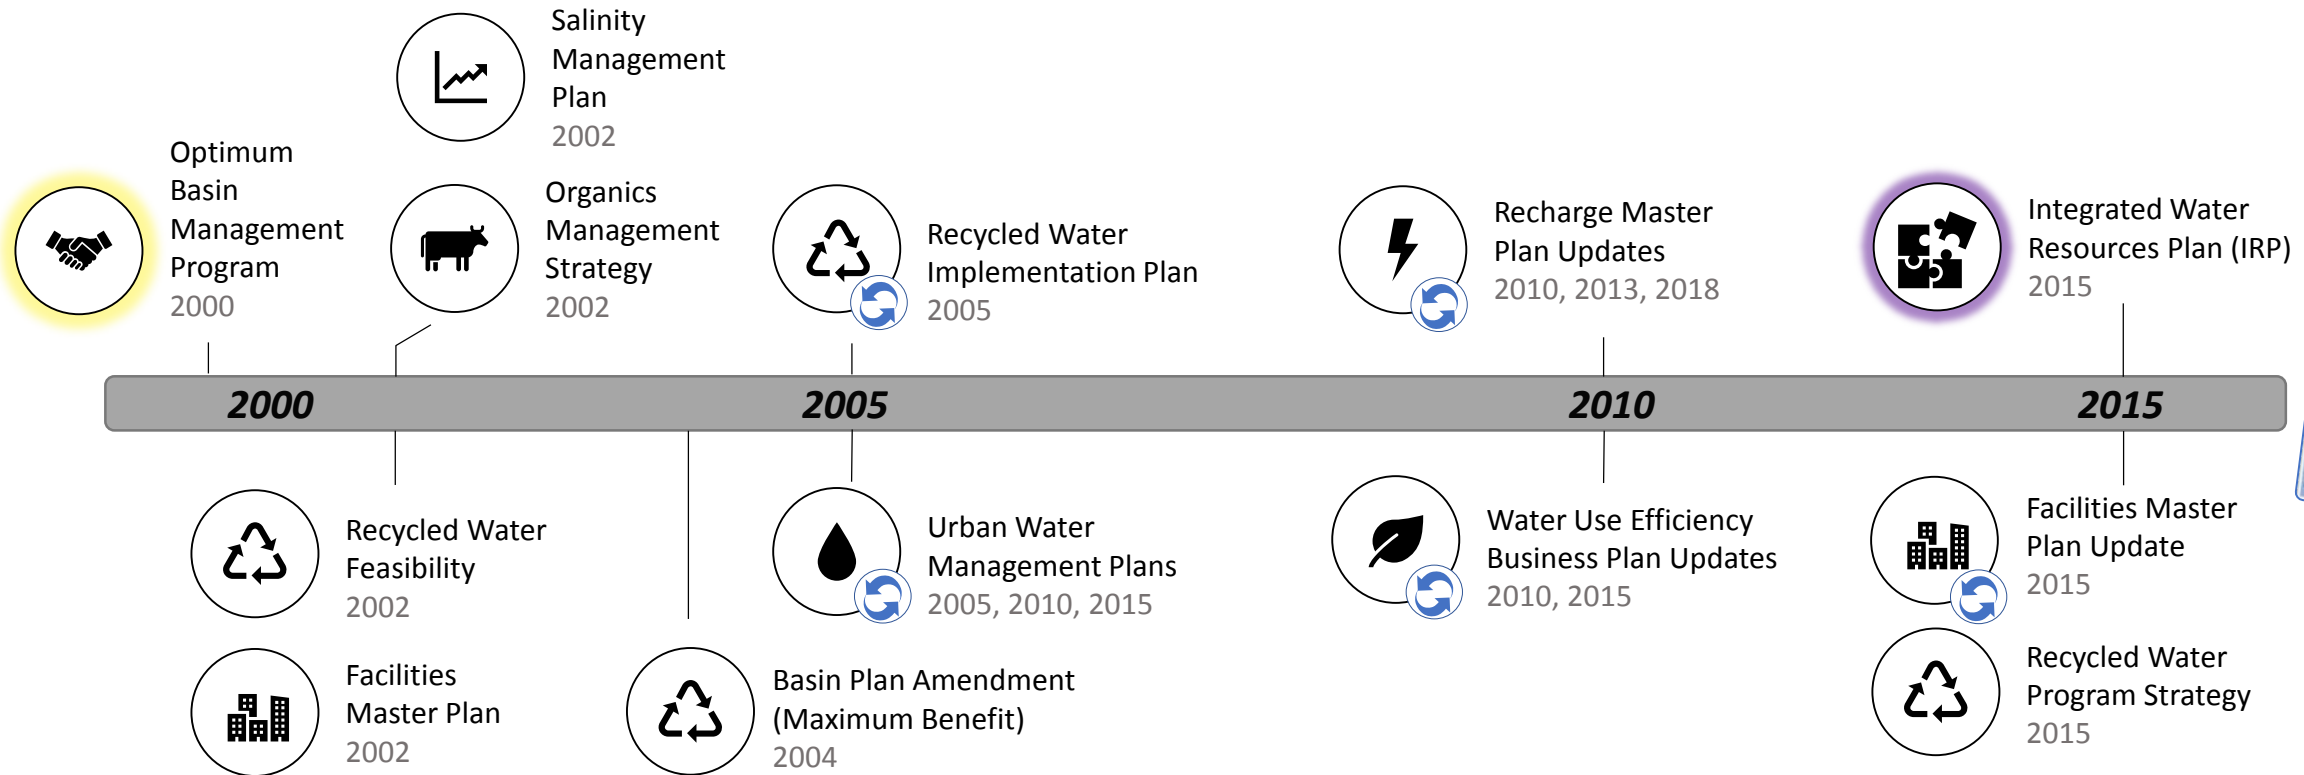 Salinity
Management
Plan
2002
Optimum
Basin
Management
Program
2000
Organics
Management
Strategy
2002
Recycled Water
Implementation Plan
2005
Recharge Master
Plan Updates
2010, 2013, 2018
Integrated Water
Resources Plan (IRP)
2015
2000
2005
2010
2015
Recycled Water
Feasibility
2002
Facilities
Master Plan
2002
Basin Plan Amendment
(Maximum Benefit)
2004
Urban Water
Management Plans
2005, 2010, 2015
Water Use Efficiency
Business Plan Updates
2010, 2015
Facilities Master
Plan Update
2015
Recycled Water
Program Strategy
2015